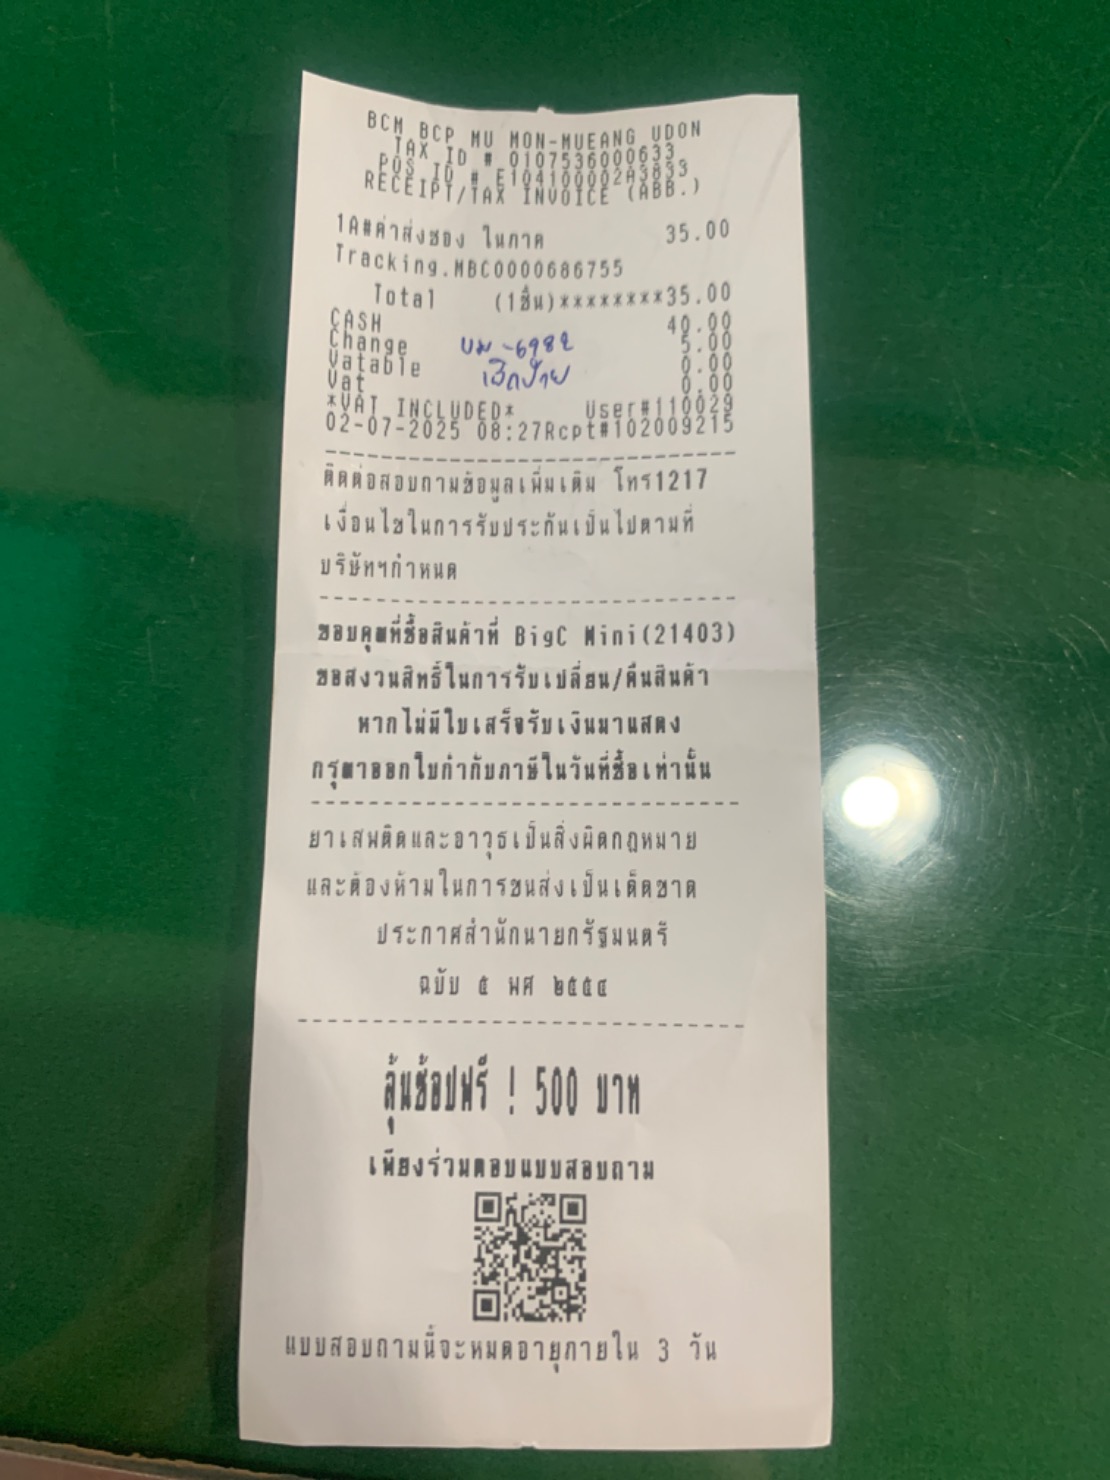 BCM BCP MU MON-MUEANG UDON
TAX ID # 0107536000633
POS ID # E104100002A3833
RECEIPT/TAX INVOICE (ABB.)
1A#ค่าส่งซอง ในภาค 35.00
Tracking.MBC0000686755
Total (1ชิ้น)********35.00
CASH 40.00
Change 5.00
บม-6982
Vatable 0.00
เบิกป้าย
Vat 0.00
*VAT INCLUDED* User#110029
02-07-2025 08:27Rcpt#102009215
ติดต่อสอบถามข้อมูลเพิ่มเติม โทร1217
เงื่อนไขในการรับประกันเป็นไปตามที่
บริษัทฯกำหนด
ขอบคุณที่ซื้อสินค้าที่ BigC Mini(21403)
ขอสงวนสิทธิ์ในการรับเปลี่ยน/คืนสินค้า
หากไม่มีใบเสร็จรับเงินมาแสดง
กรุณาออกใบกำกับภาษีในวันที่ซื้อเท่านั้น
ยาเสพติดและอาวุธเป็นสิ่งผิดกฎหมาย
และต้องห้ามในการขนส่งเป็นเด็ดขาด
ประกาศสำนักนายกรัฐมนตรี
ฉบับ ๕ พศ ๒๕๕๔
ลุ้นช้อปฟรี ! 500 บาท
เพียงร่วมตอบแบบสอบถาม
แบบสอบถามนี้จะหมดอายุภายใน 3 วัน